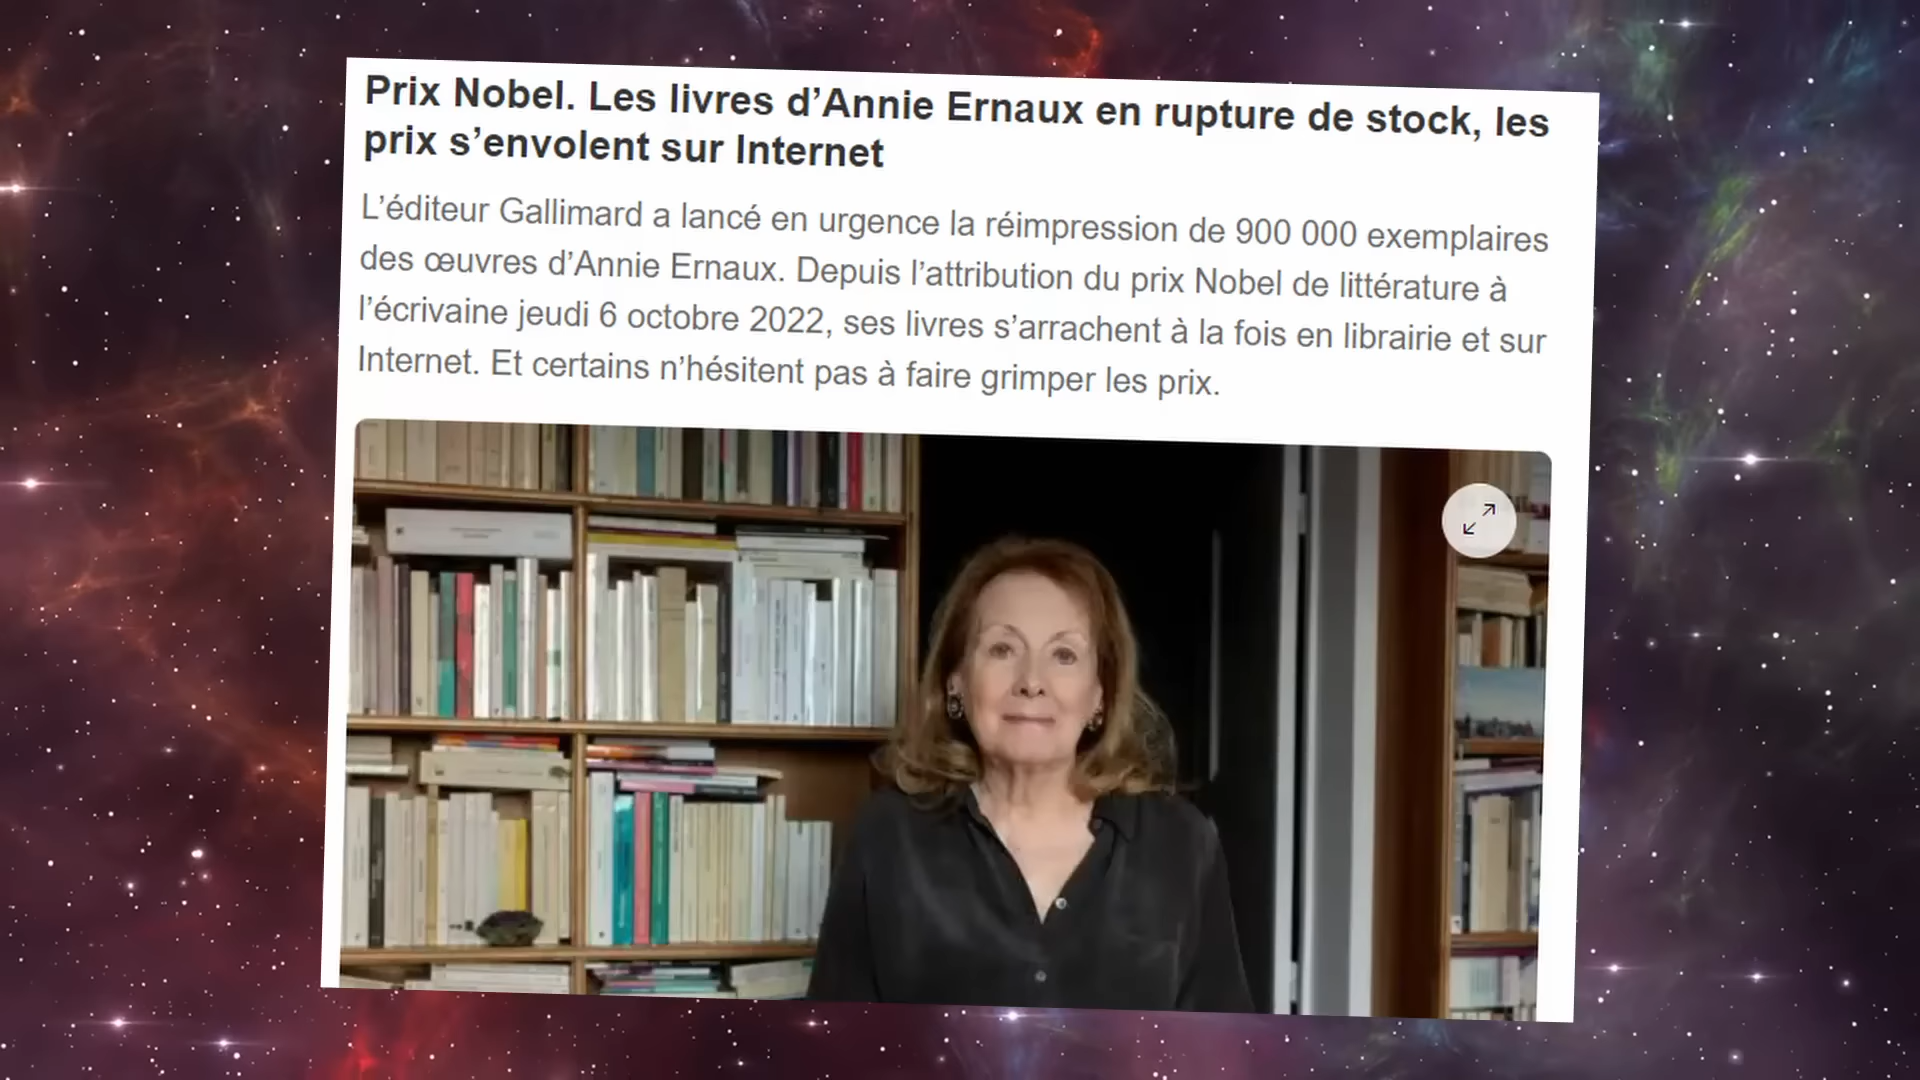 Prix Nobel. Les livres d’Annie Ernaux en rupture de stock, les
prix s’envolent sur Internet
L’éditeur Gallimard a lancé en urgence la réimpression de 900 000 exemplaires
des œuvres d’Annie Ernaux. Depuis l’attribution du prix Nobel de littérature à
l’écrivaine jeudi 6 octobre 2022, ses livres s’arrachent à la fois en librairie et sur
Internet. Et certains n’hésitent pas à faire grimper les prix.